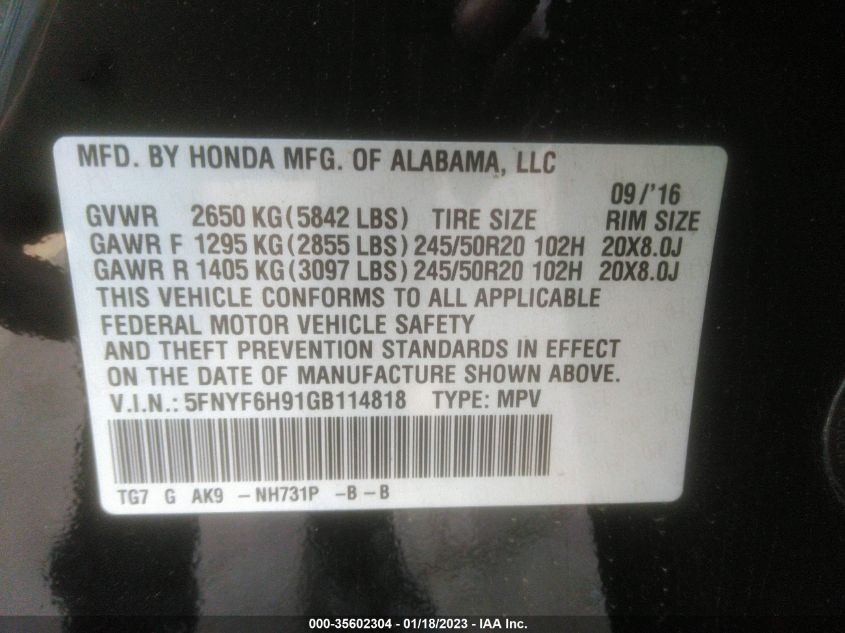 MFD. BY HONDA MFG. OF ALABAMA, LLC
09/'16
GVWR 2650 KG(5842 LBS) TIRE SIZE RIM SIZE
GAWR F 1295 KG(2855 LBS) 245/50R20 102H 20X8.0J
GAWR R 1405 KG(3097 LBS) 245/50R20 102H 20X8.0J
THIS VEHICLE CONFORMS TO ALL APPLICABLE
FEDERAL MOTOR VEHICLE SAFETY
AND THEFT PREVENTION STANDARDS IN EFFECT
ON THE DATE OF MANUFACTURE SHOWN ABOVE.
V.I.N.: 5FNYF6H91GB114818 TYPE: MPV
TG7 G AK9 -NH731P -B-B
000-35602304 - 01/18/2023 - IAA Inc.